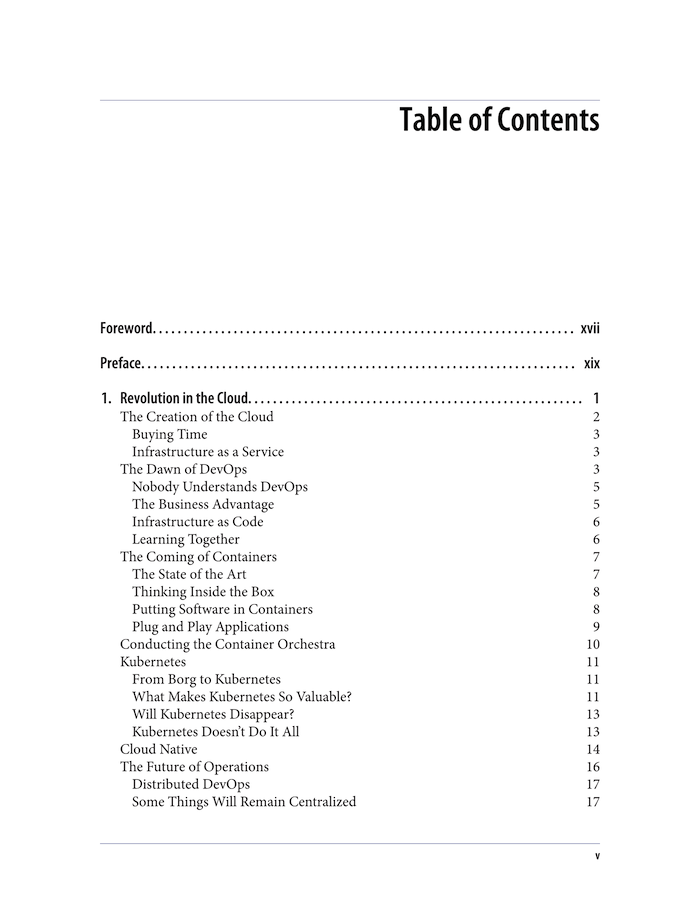 Table of Contents
Foreword. . . . . . . . . . . . . . . . . . . . . . . . . . . . . . . . . . . . . . . . . . . . . . . . . . . . . . . . . . . . . . . . . . . . xvii
Preface. . . . . . . . . . . . . . . . . . . . . . . . . . . . . . . . . . . . . . . . . . . . . . . . . . . . . . . . . . . . . . . . . . . . . . xix
1. Revolution in the Cloud. . . . . . . . . . . . . . . . . . . . . . . . . . . . . . . . . . . . . . . . . . . . . . . . . . . . . . 1
The Creation of the Cloud 2
Buying Time 3
Infrastructure as a Service 3
The Dawn of DevOps 3
Nobody Understands DevOps 5
The Business Advantage 5
Infrastructure as Code 6
Learning Together 6
The Coming of Containers 7
The State of the Art 7
Thinking Inside the Box 8
Putting Software in Containers 8
Plug and Play Applications 9
Conducting the Container Orchestra 10
Kubernetes 11
From Borg to Kubernetes 11
What Makes Kubernetes So Valuable? 11
Will Kubernetes Disappear? 13
Kubernetes Doesn’t Do It All 13
Cloud Native 14
The Future of Operations 16
Distributed DevOps 17
Some Things Will Remain Centralized 17
v